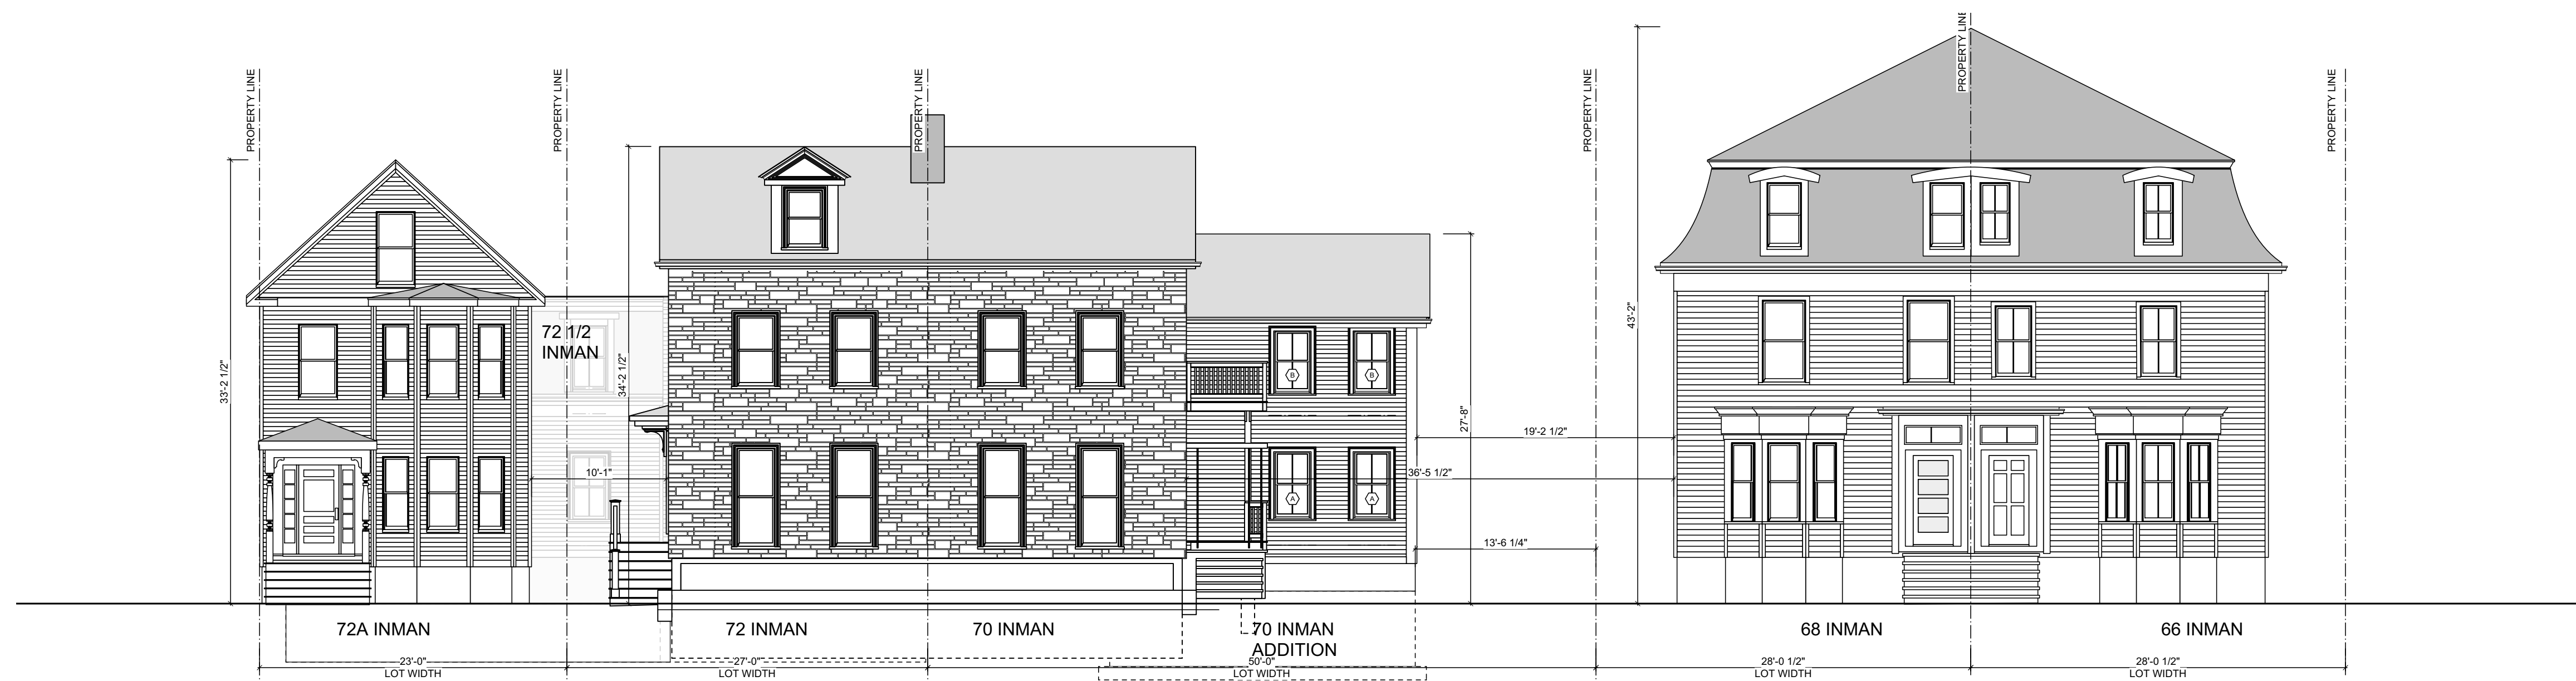 PROPERTY LINE
PROPERTY LINE
PROPERTY LINE
PROPERTY LINE
PROPERTY LINE
PROPERTY LINE
33'-2 1/2"
72 1/2
INMAN
34'-2 1/2"
10'-1"
B
B
A
A
27'-8"
19'-2 1/2"
36'-5 1/2"
13'-6 1/4"
43'-2"
72A INMAN
72 INMAN
70 INMAN
70 INMAN
ADDITION
68 INMAN
66 INMAN
23'-0"
LOT WIDTH
27'-0"
LOT WIDTH
50'-0"
LOT WIDTH
28'-0 1/2"
LOT WIDTH
28'-0 1/2"
LOT WIDTH